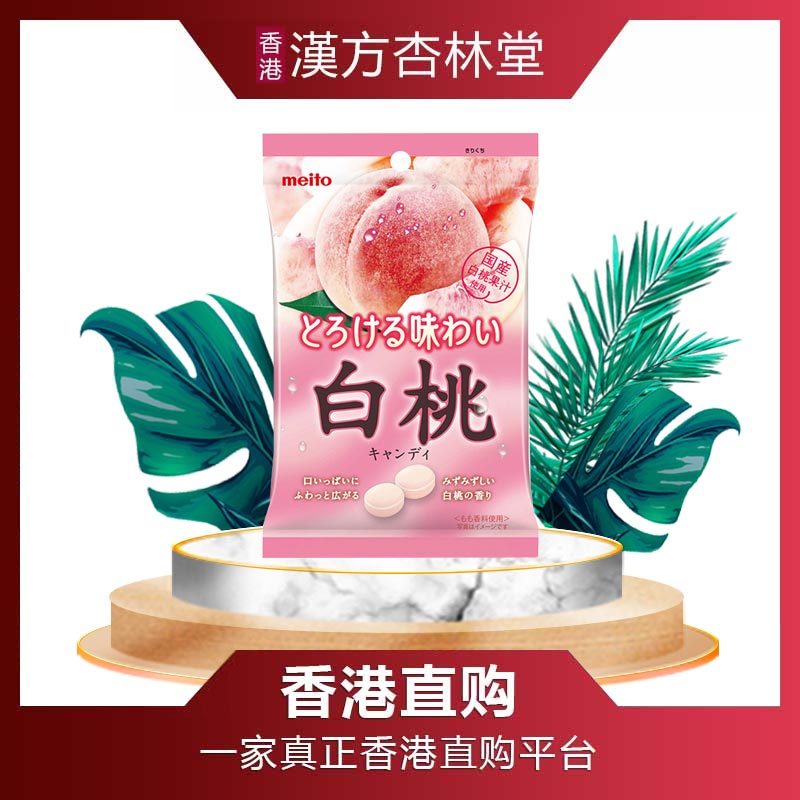 香港
漢方杏林堂
きりくち
meito
国産
白桃果汁
使用
とろける味わい
白桃
キャンディ
口いっぱいに
ふわっと広がる
みずみずしい
白桃の香り
<もも香料使用>
写真はイメージです
香港直购
一家真正香港直购平台